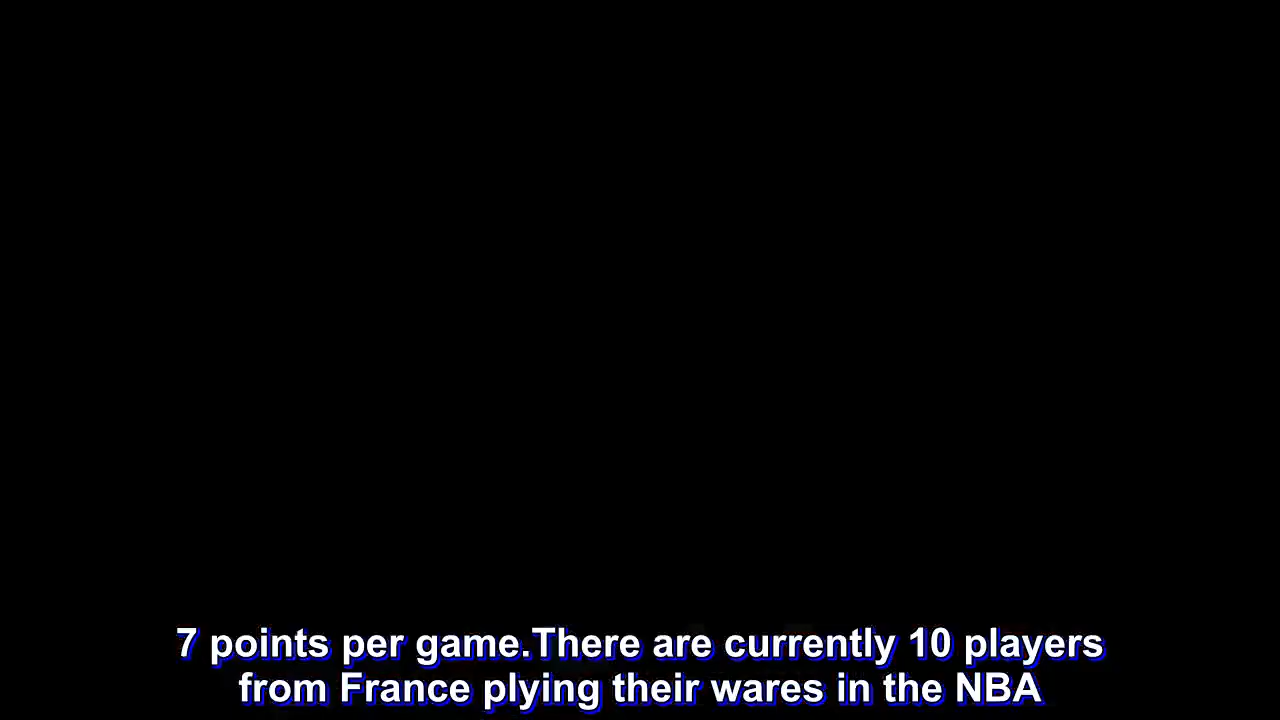 7 points per game.There are currently 10 players
from France plying their wares in the NBA